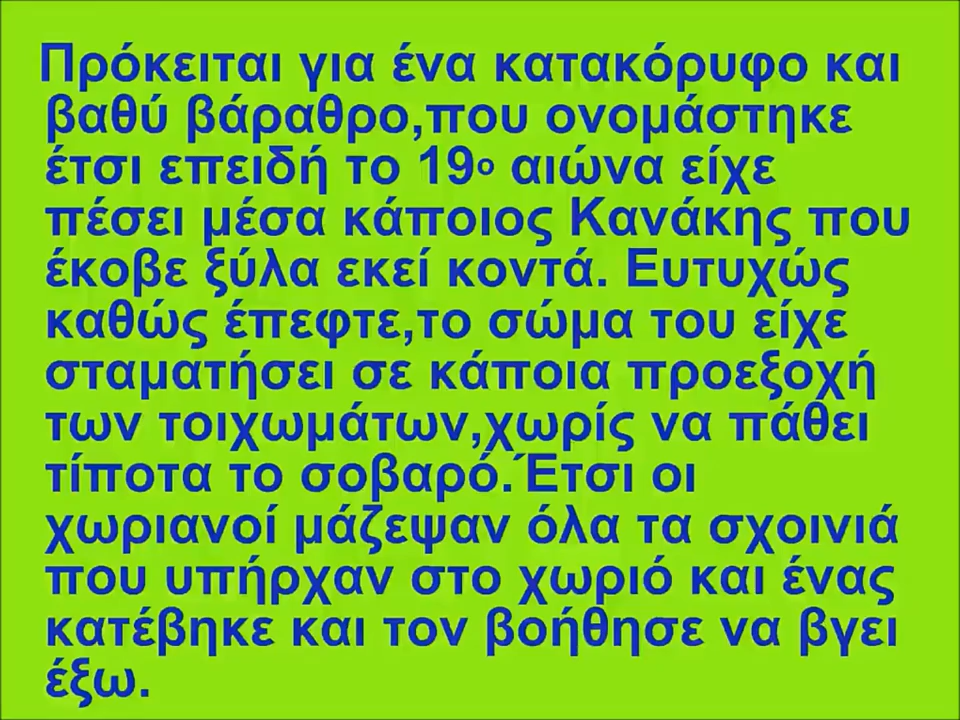 Πρόκειται για ένα κατακόρυφο και
βαθύ βάραθρο,που ονομάστηκε
έτσι επειδή το 19ο αιώνα είχε
πέσει μέσα κάποιος Κανάκης που
έκοβε ξύλα εκεί κοντά. Ευτυχώς
καθώς έπεφτε,το σώμα του είχε
σταματήσει σε κάποια προεξοχή
των τοιχωμάτων,χωρίς να πάθει
τίποτα το σοβαρό.Έτσι οι
χωριανοί μάζεψαν όλα τα σχοινιά
που υπήρχαν στο χωριό και ένας
κατέβηκε και τον βοήθησε να βγει
έξω.